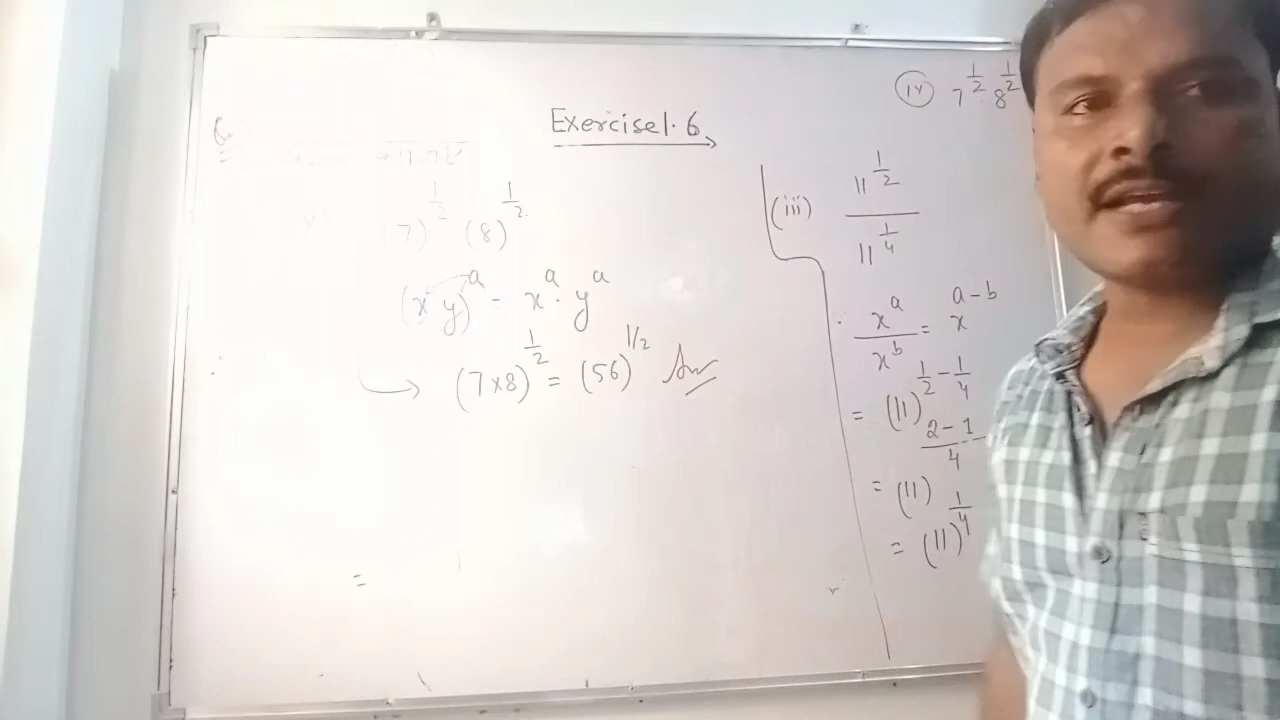 Exercise 1.6
(7)^{1/2} (8)^{1/2}
(x y)^a = x^a · y^a
(7×8)^{1/2} = (56)^{1/2} Ans
(iv) 7^{1/2} · 8^{1/2}
(iii) 11^{1/2} / 11^{1/4}
x^a / x^b = x^{a-b}
= (11)^{1/2 - 1/4}
= (11)^{(2-1)/4}
= (11)^{1/4}